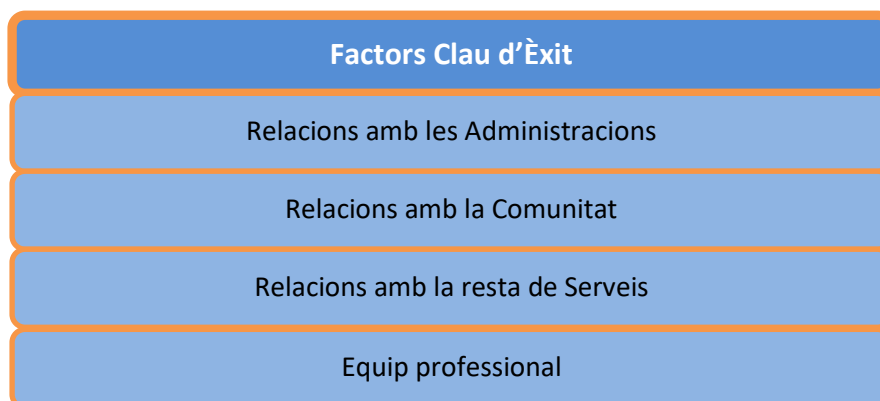 Factors Clau d’Èxit
Relacions amb les Administracions
Relacions amb la Comunitat
Relacions amb la resta de Serveis
Equip professional